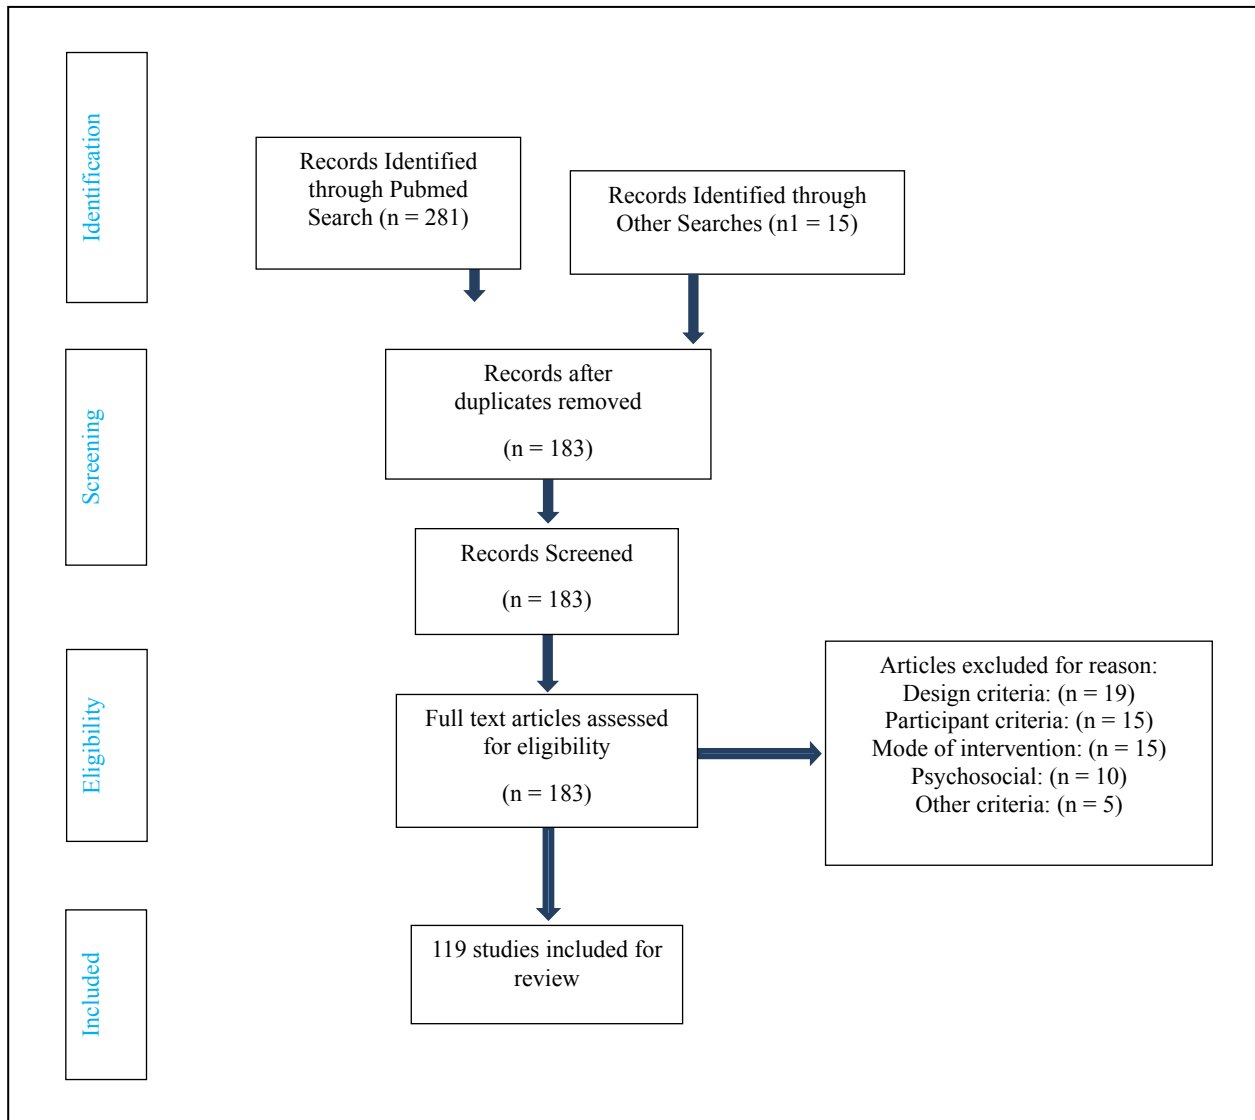 Identification
Records Identified
through Pubmed
Search (n = 281)
Records Identified through
Other Searches (n1 = 15)
Screening
Records after
duplicates removed
(n = 183)
Records Screened
(n = 183)
Eligibility
Full text articles assessed
for eligibility
(n = 183)
Articles excluded for reason:
Design criteria: (n = 19)
Participant criteria: (n = 15)
Mode of intervention: (n = 15)
Psychosocial: (n = 10)
Other criteria: (n = 5)
Included
119 studies included for
review